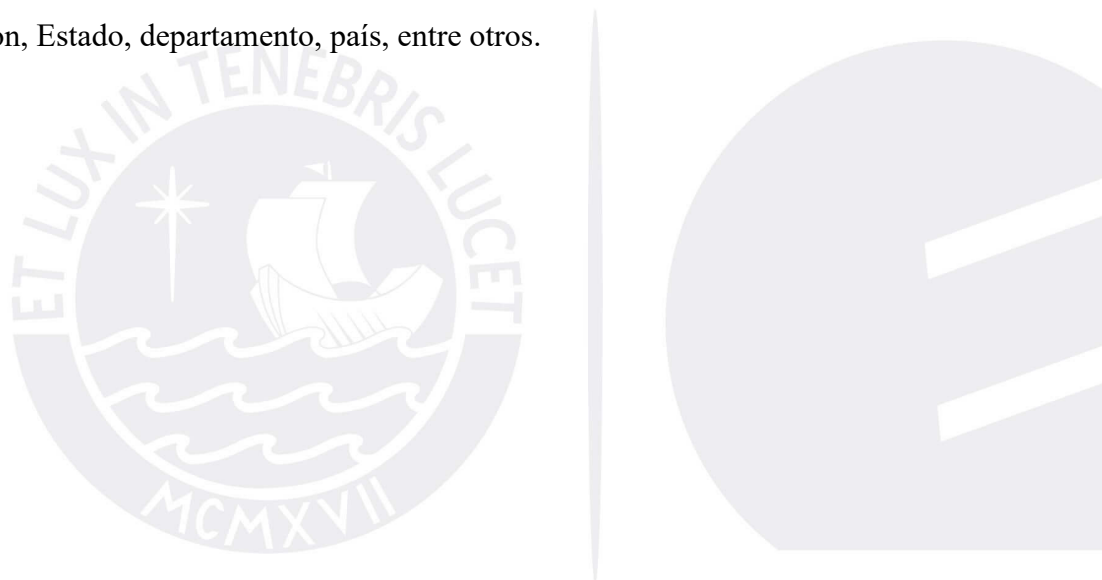 on, Estado, departamento, país, entre otros.
ET LUX IN TENEBRIS LUCET
MCMXVII